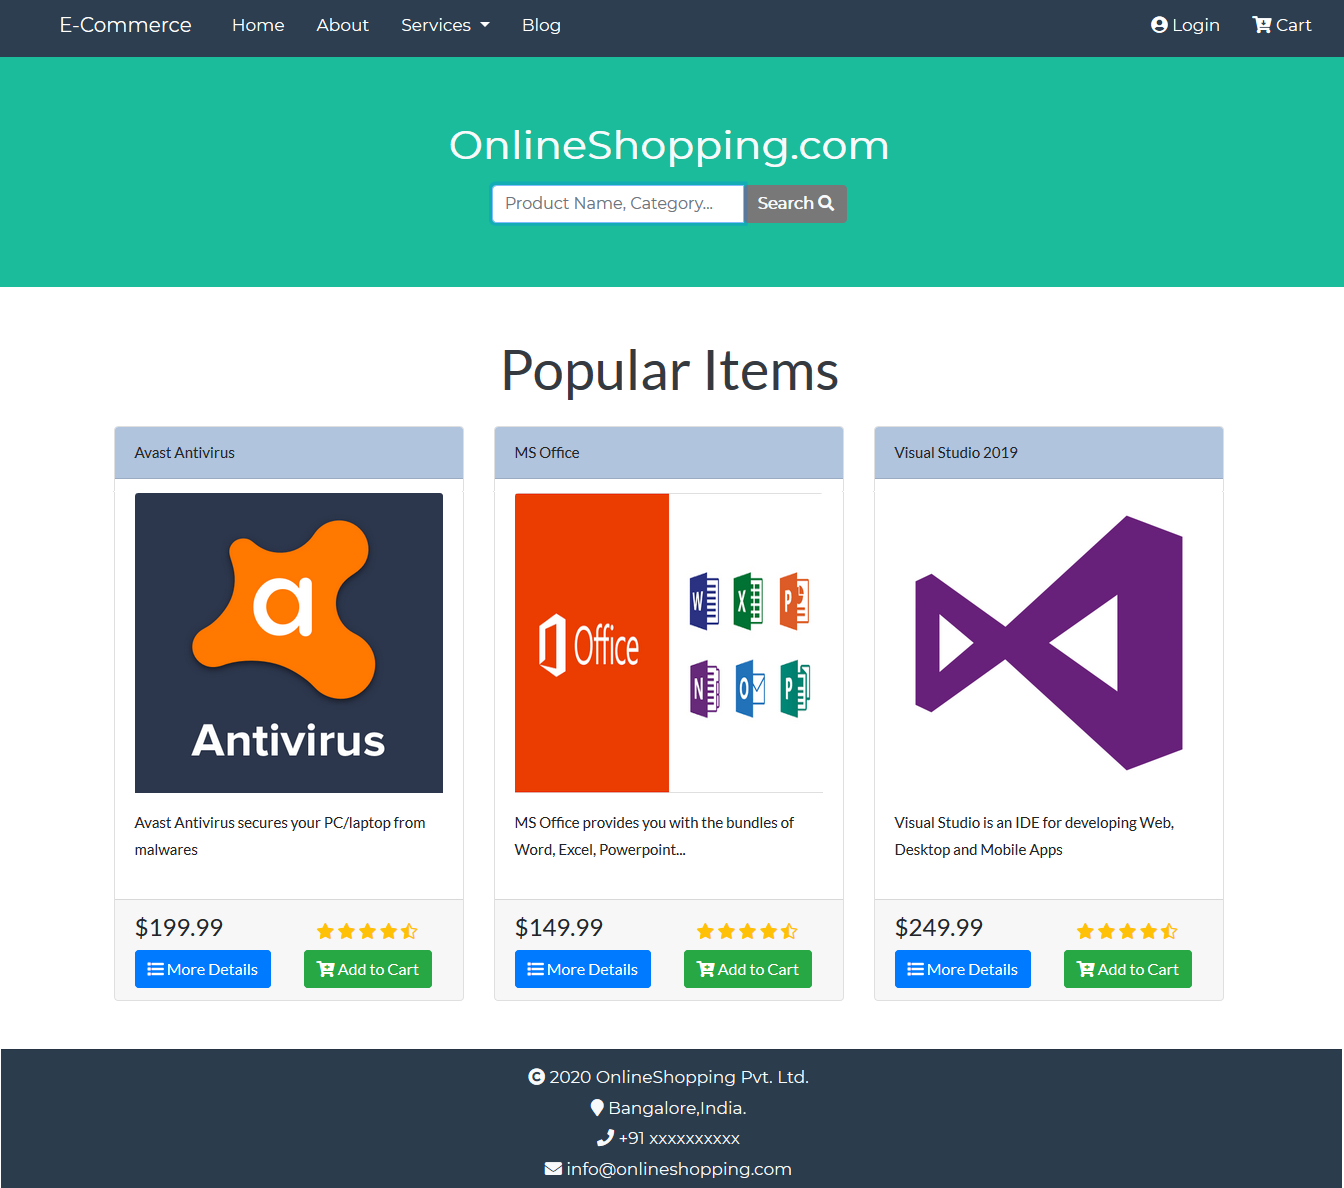 E-Commerce Home About Services Blog Login Cart
OnlineShopping.com
Product Name, Category... Search
Popular Items
Avast Antivirus
a
Antivirus
Avast Antivirus secures your PC/laptop from
malwares
$199.99
More Details Add to Cart
MS Office
Office
W X P
N O P
MS Office provides you with the bundles of
Word, Excel, Powerpoint...
$149.99
More Details Add to Cart
Visual Studio 2019
Visual Studio is an IDE for developing Web,
Desktop and Mobile Apps
$249.99
More Details Add to Cart
© 2020 OnlineShopping Pvt. Ltd.
Bangalore,India.
+91 xxxxxxxxxx
info@onlineshopping.com